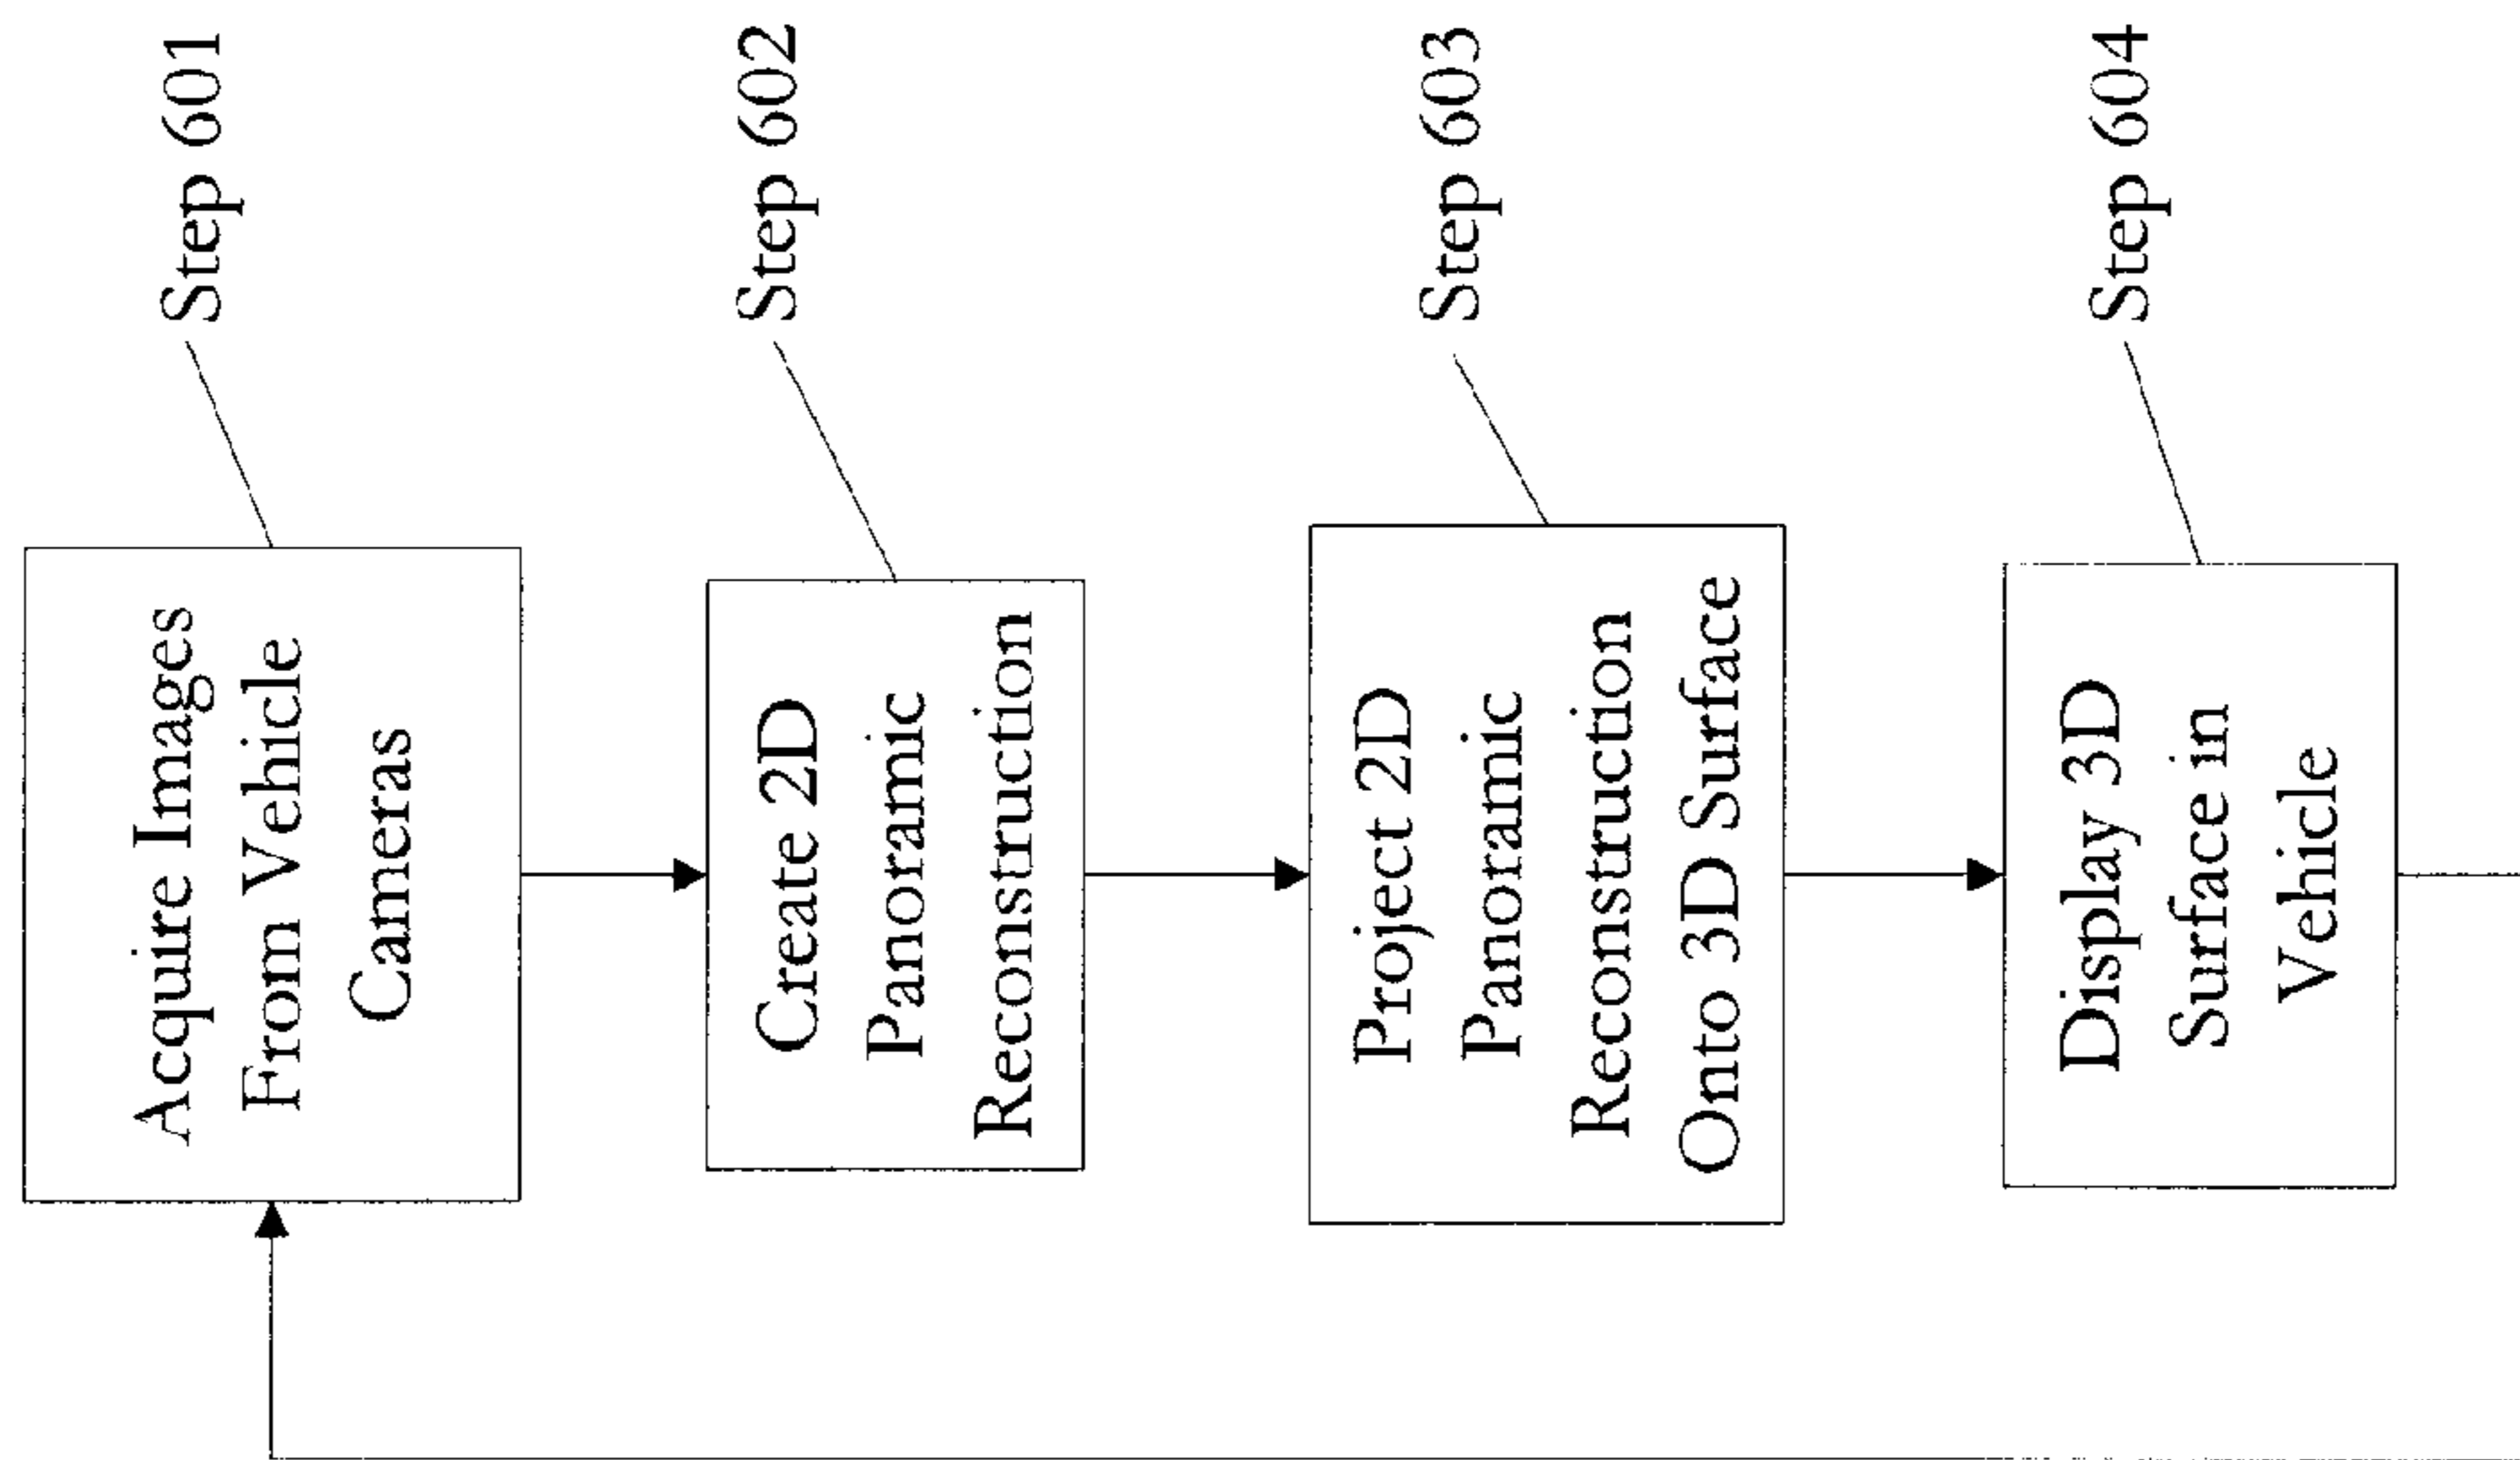 Acquire Images
From Vehicle
Cameras
Step 601
Create 2D
Panoramic
Reconstruction
Step 602
Project 2D
Panoramic
Reconstruction
Onto 3D Surface
Step 603
Display 3D
Surface in
Vehicle
Step 604